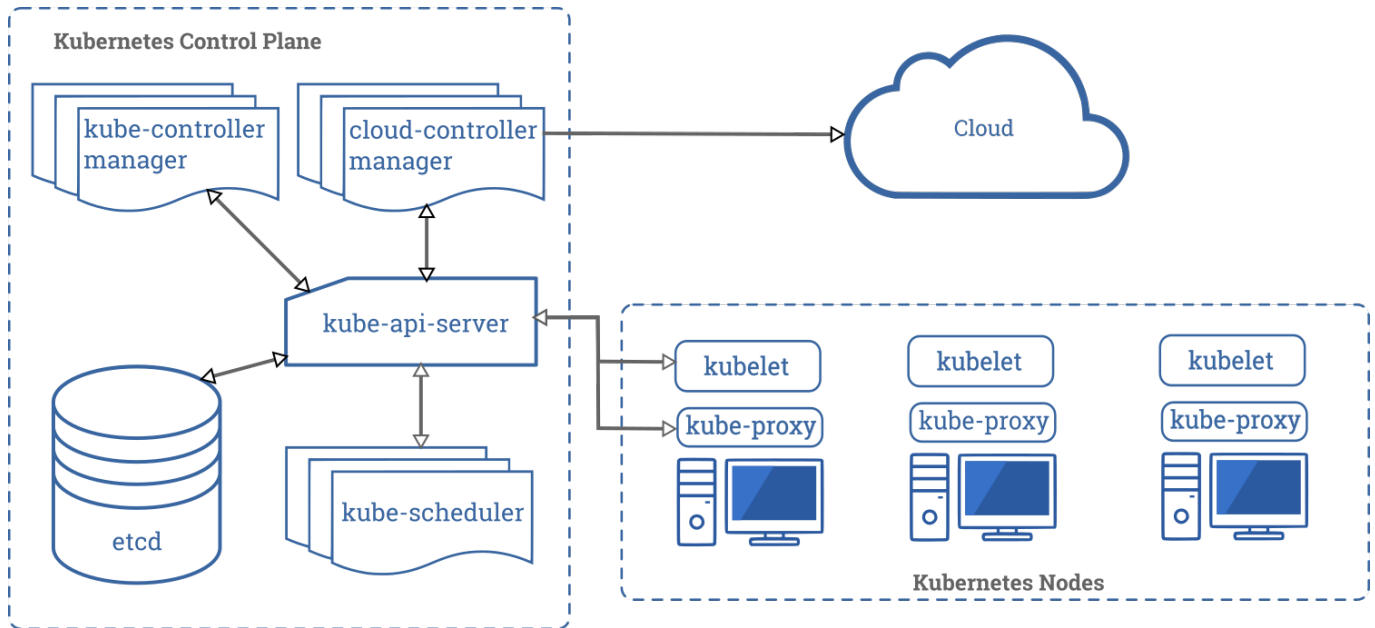 Kubernetes Control Plane
kube-controller
manager
cloud-controller
manager
Cloud
kube-api-server
etcd
kube-scheduler
kubelet
kube-proxy
kubelet
kube-proxy
kubelet
kube-proxy
Kubernetes Nodes